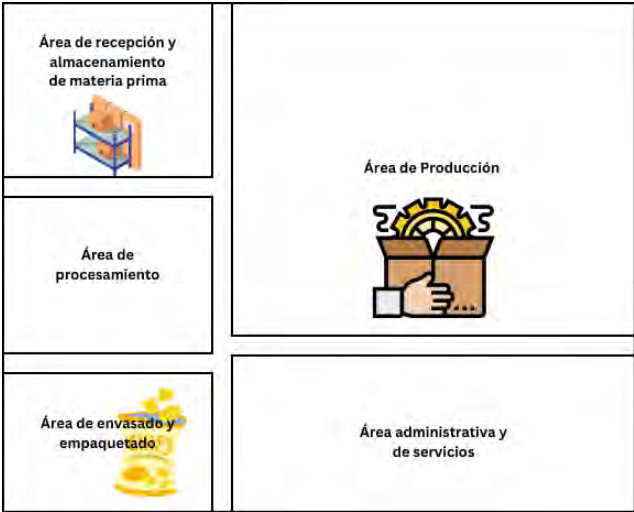 Área de recepción y
almacenamiento
de materia prima
Área de Producción
Área de
procesamiento
Área de envasado y
empaquetado
Área administrativa y
de servicios